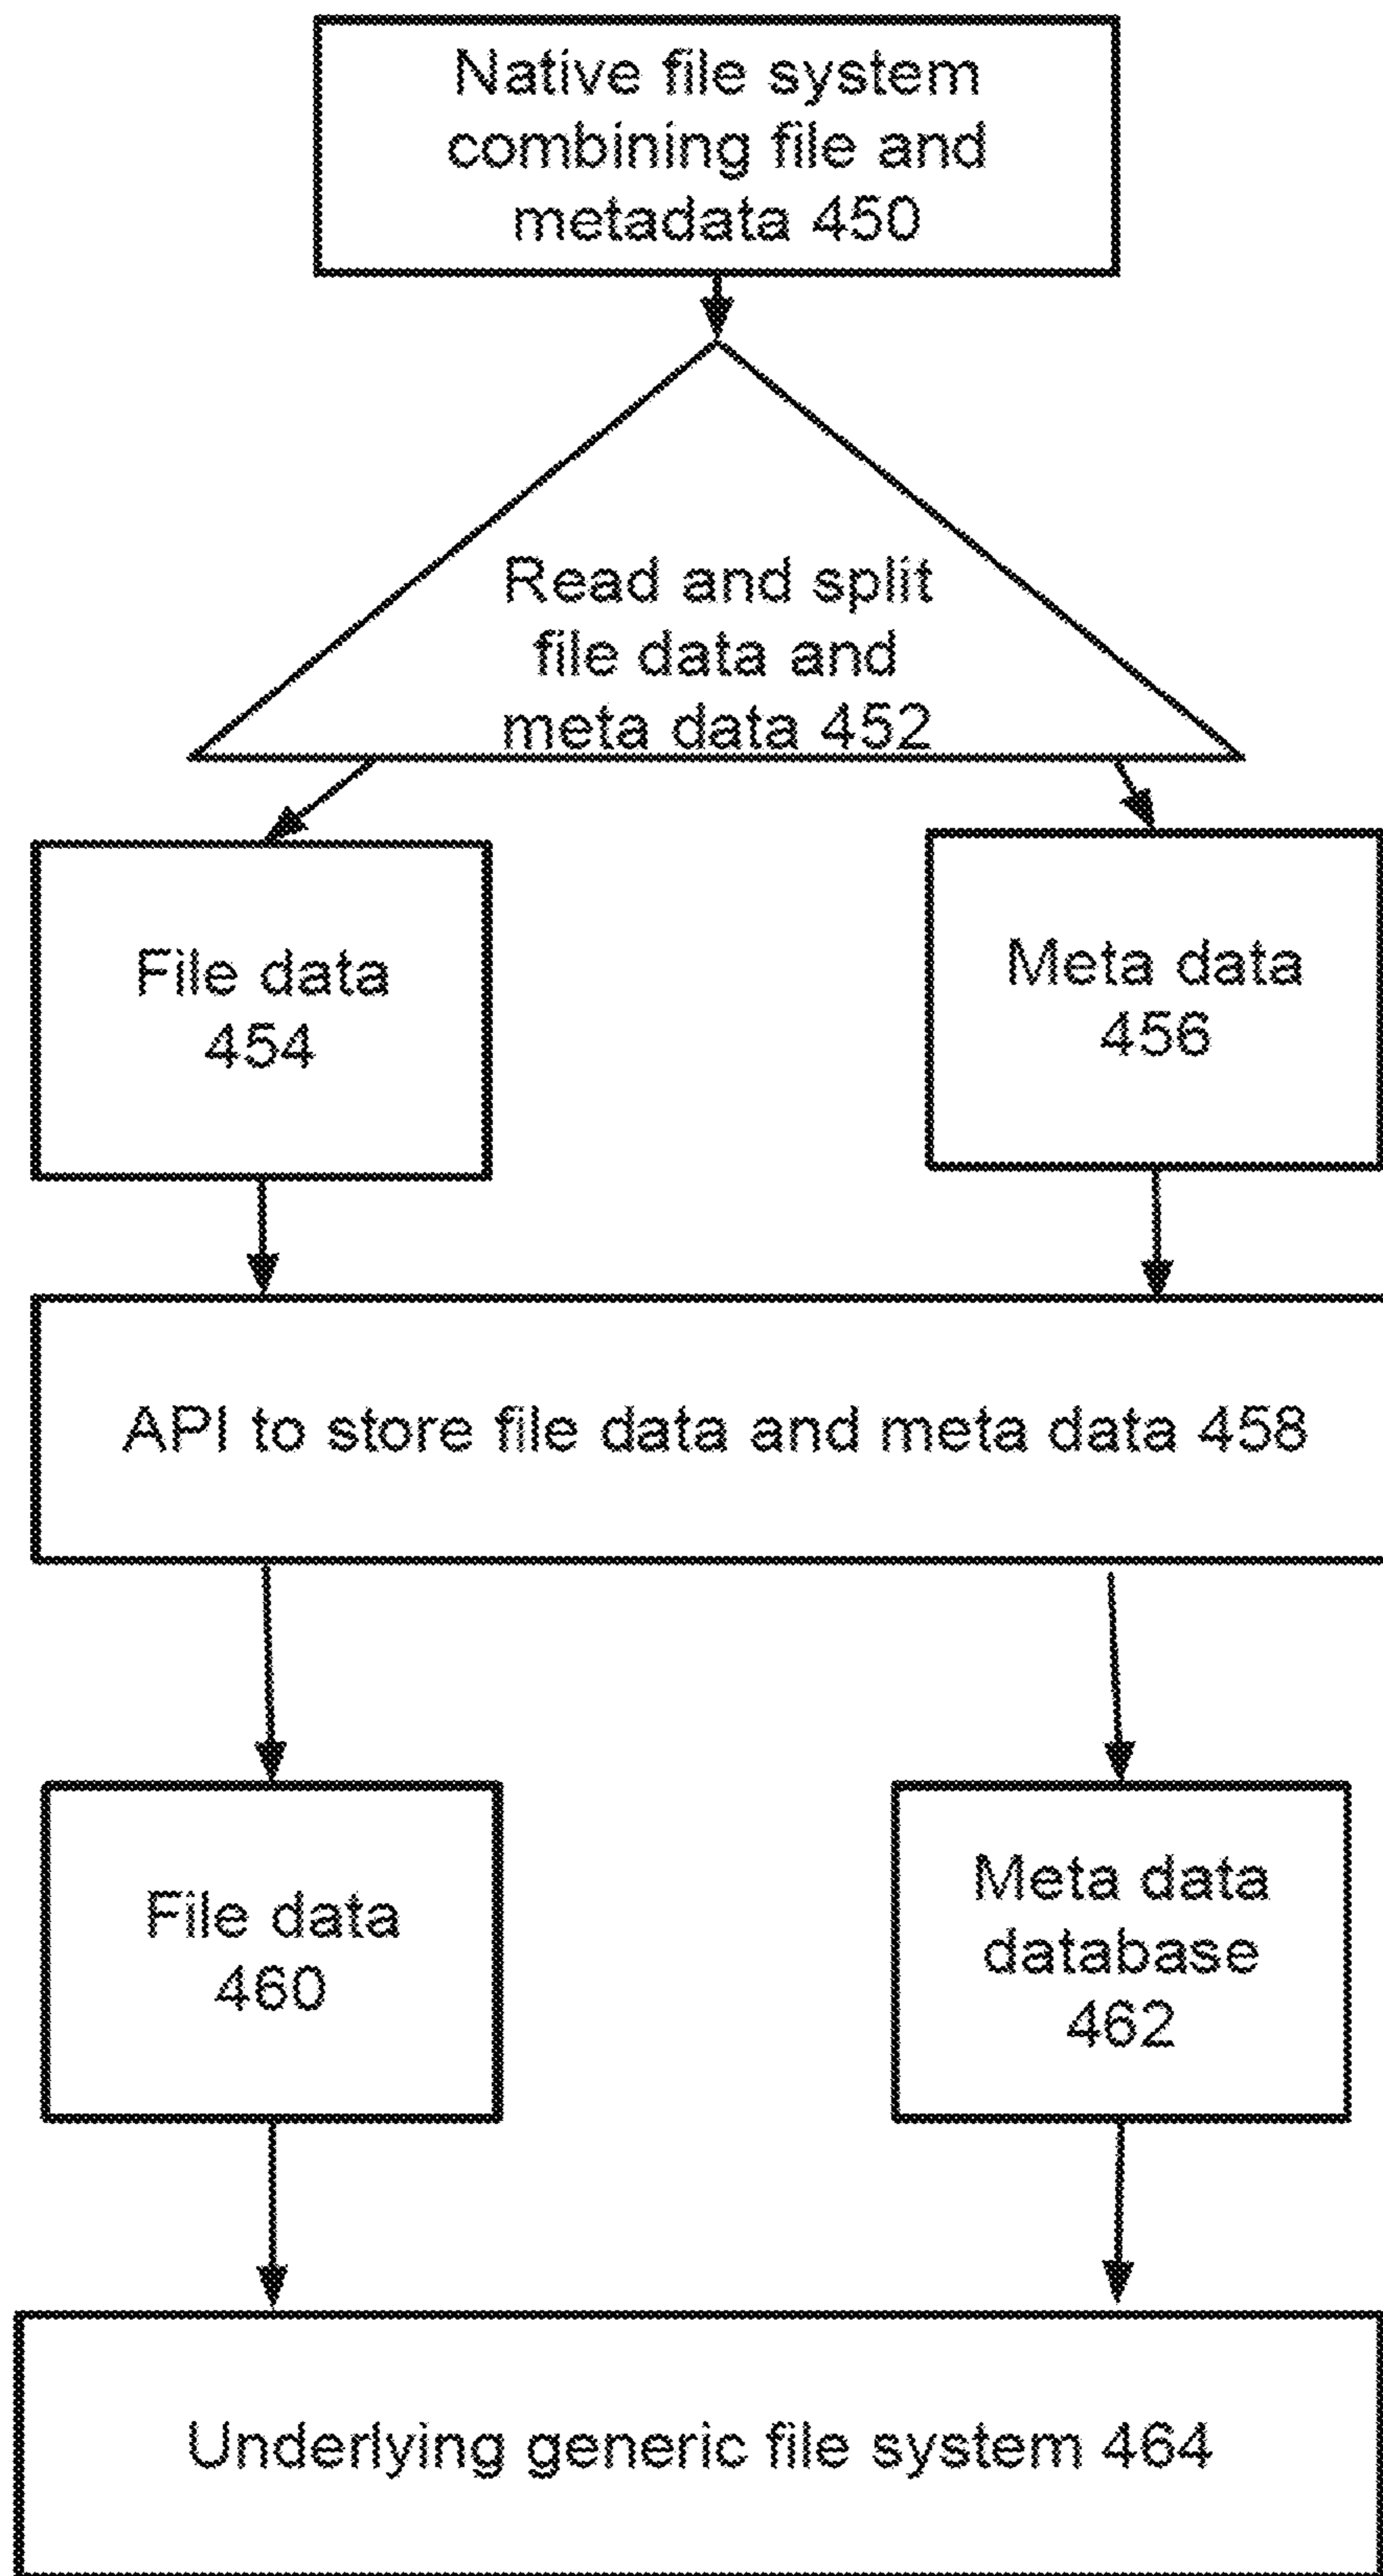 Native file system
combining file and
metadata 450
Read and split
file data and
meta data 452
File data
454
Meta data
456
API to store file data and meta data 458
File data
460
Meta data
database
462
Underlying generic file system 464